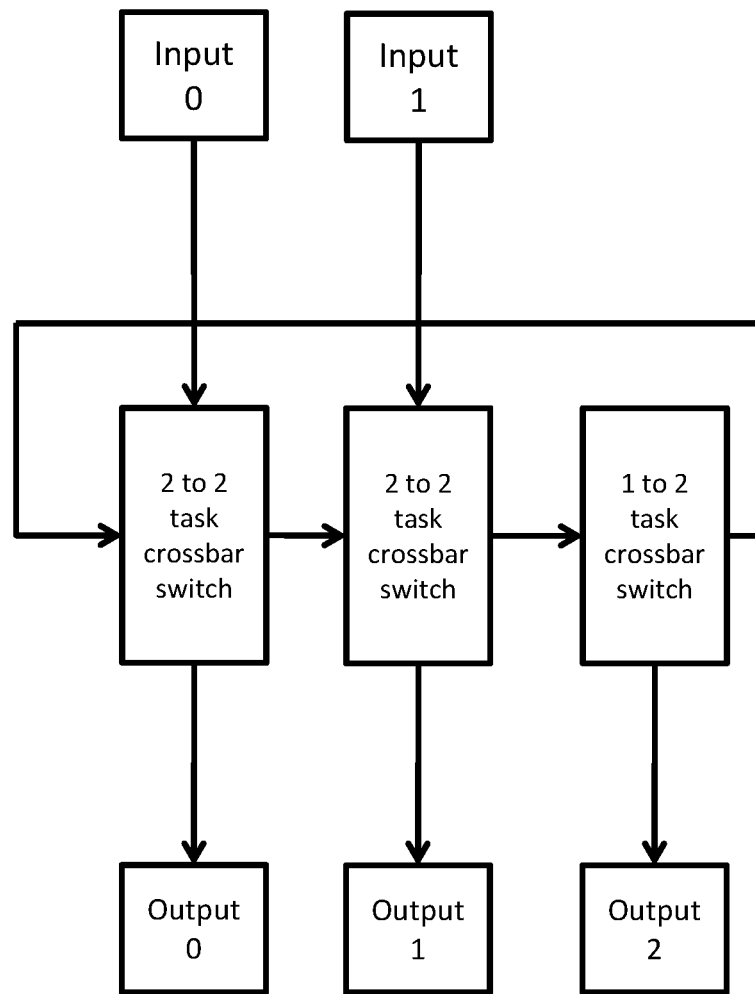 Input
0
Input
1
2 to 2
task
crossbar
switch
2 to 2
task
crossbar
switch
1 to 2
task
crossbar
switch
Output
0
Output
1
Output
2